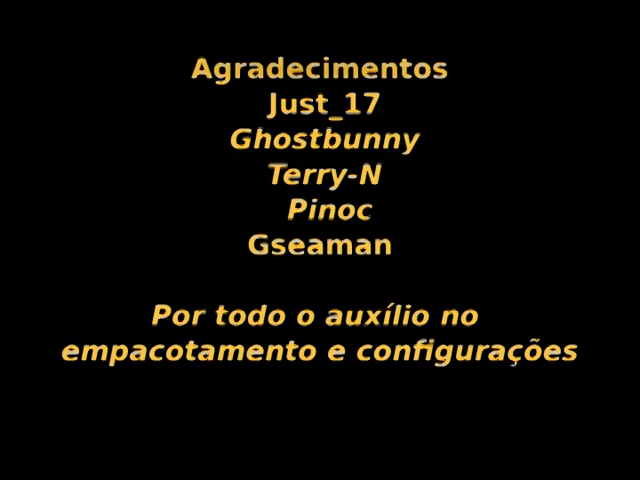 Agradecimentos
Just_17
Ghostbunny
Terry-N
Pinoc
Gseaman
Por todo o auxílio no
empacotamento e configurações